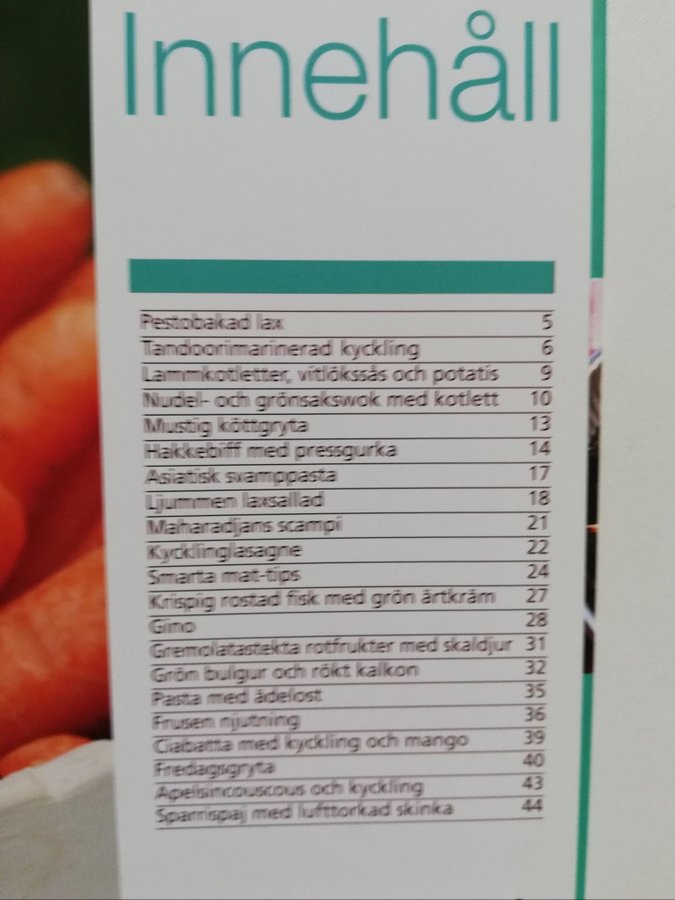 Innehåll
Pestobakad lax 5
Tandoorimarinerad kyckling 6
Lammkotletter, vitlökssås och potatis 9
Nudel- och grönsakswok med kotlett 10
Mustig köttgryta 13
Hakkebiff med pressgurka 14
Asiatisk svamppasta 17
Ljummen laxsallad 18
Maharadjans scampi 21
Kycklinglasagne 22
Smarta mat-tips 24
Krispig rostad fisk med grön ärtkräm 27
Gino 28
Gremolatastekta rotfrukter med skaldjur 31
Grön bulgur och rökt kalkon 32
Pasta med ädelost 35
Frusen njutning 36
Ciabatta med kyckling och mango 39
Fredagsgryta 40
Apelsincouscous och kyckling 43
Sparrispaj med lufttorkad skinka 44